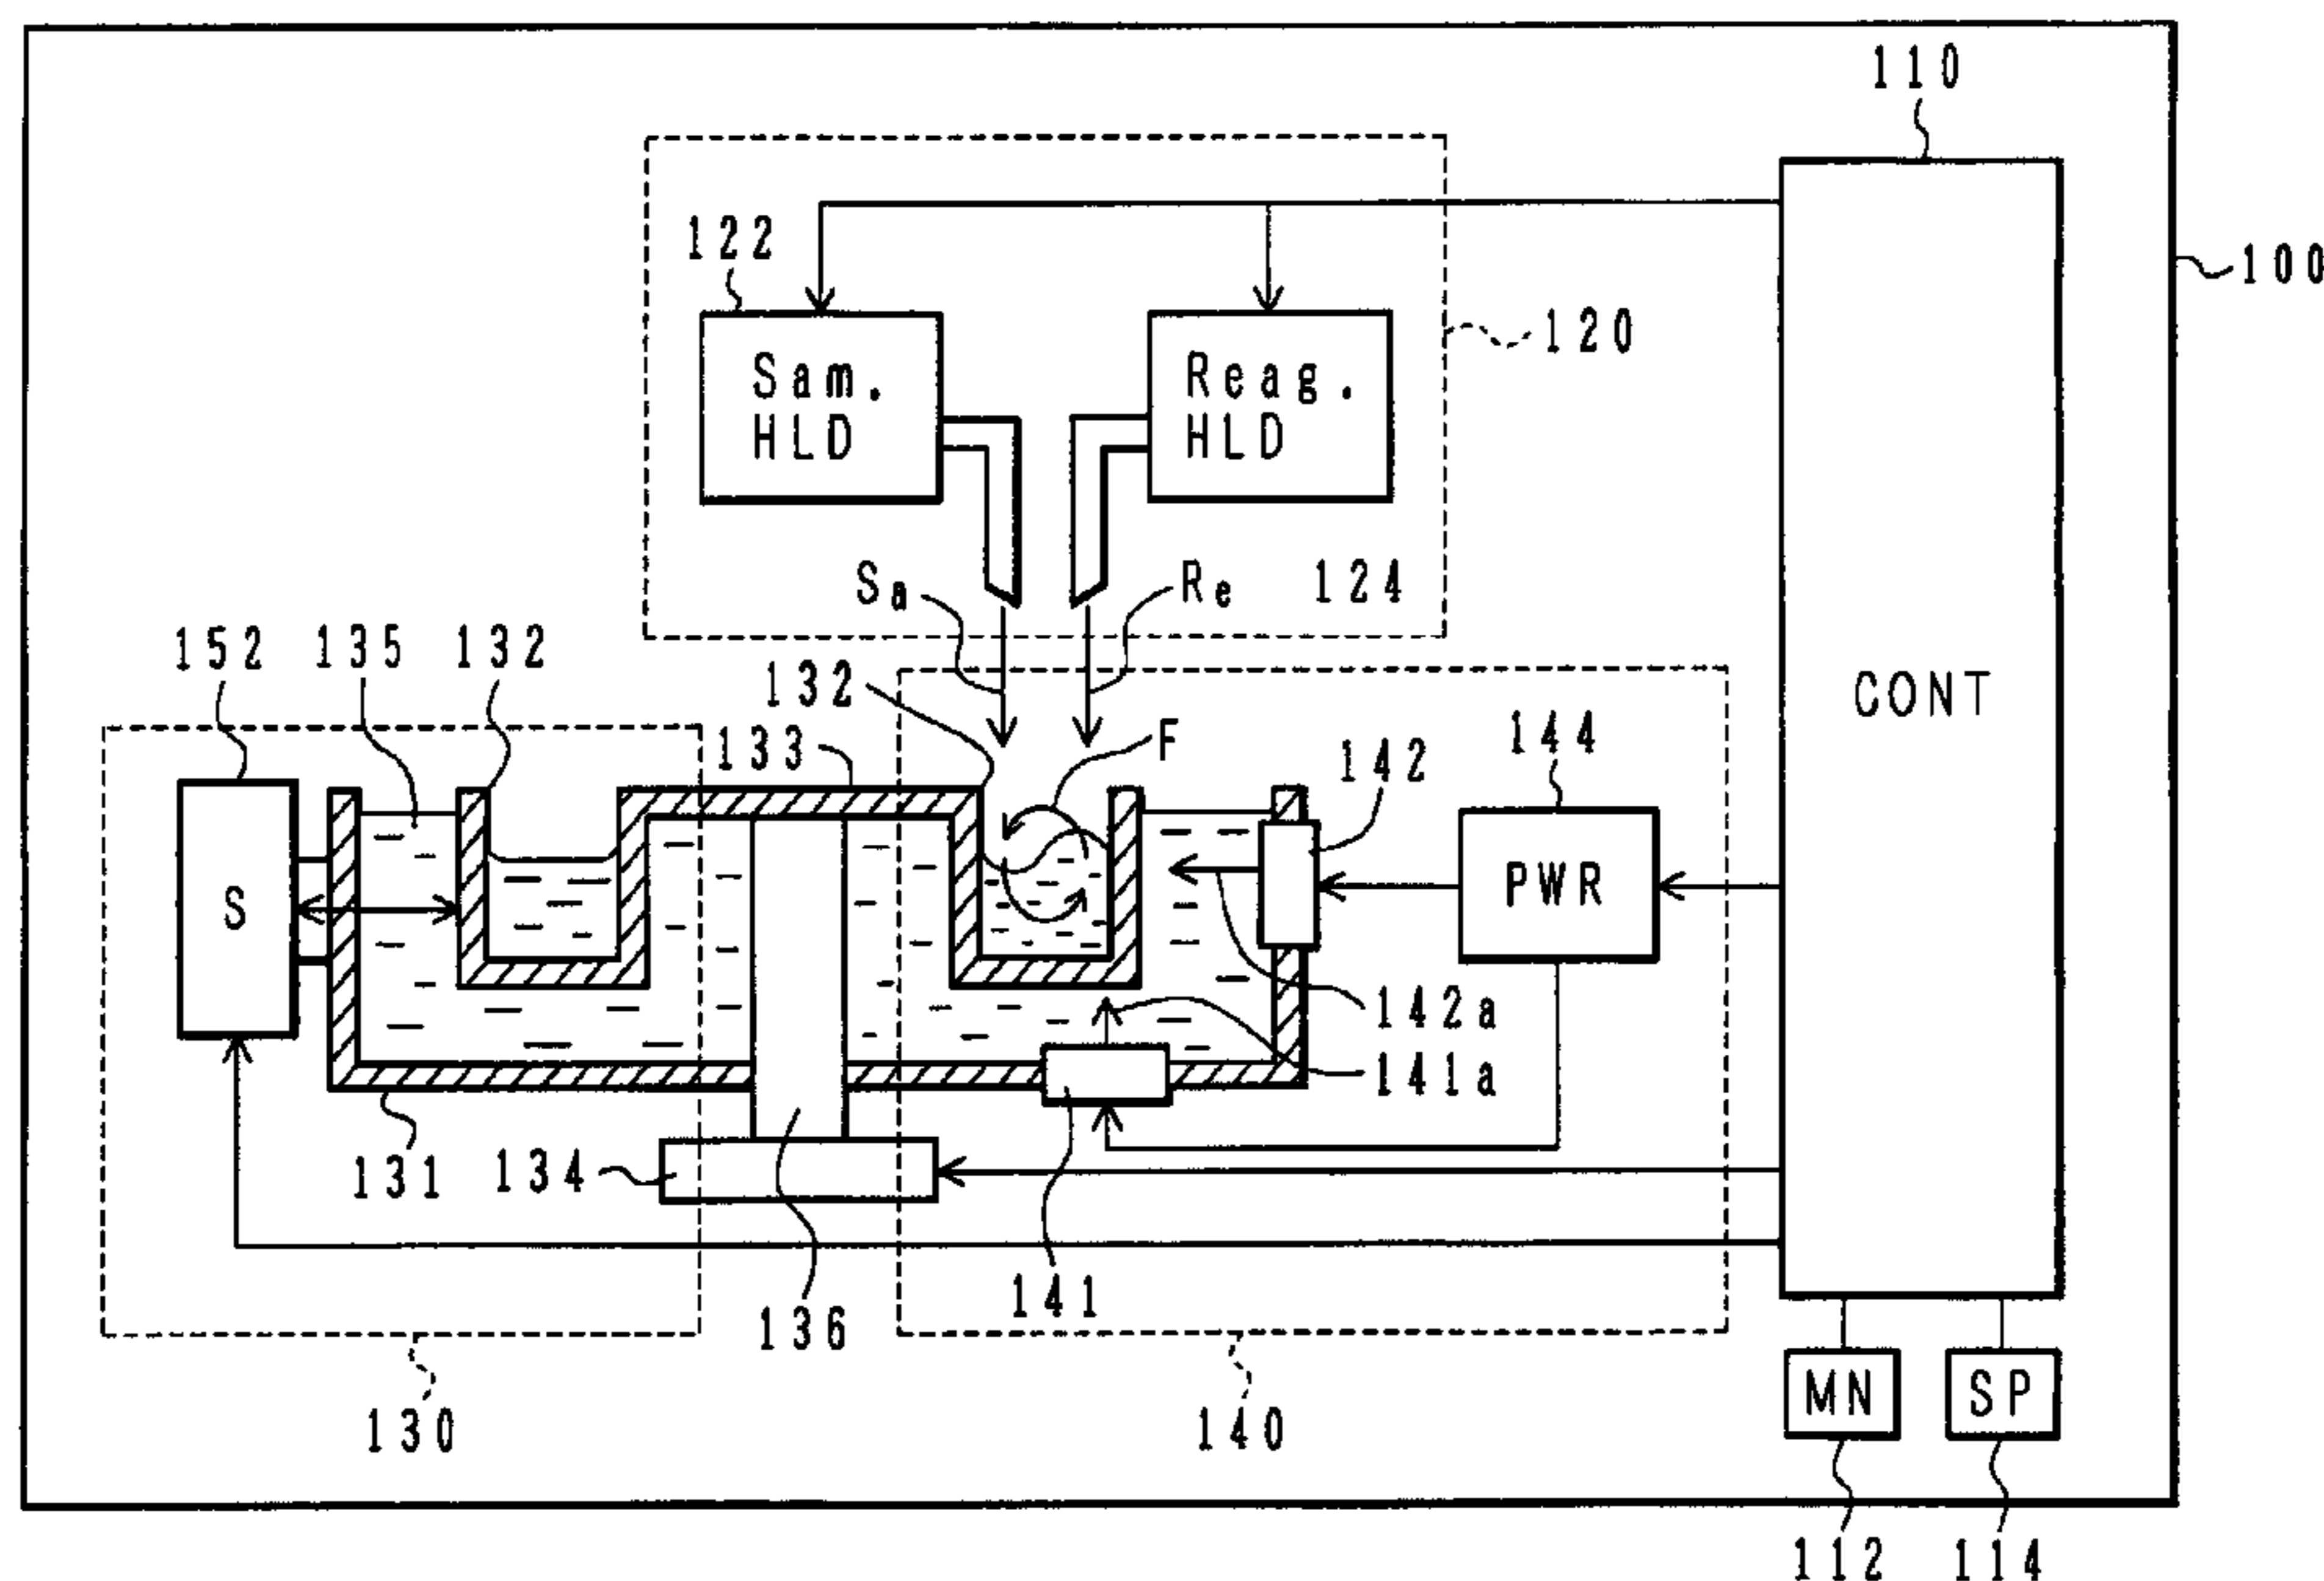 110
122
100
120
Sam.
HLD
Reag.
HLD
Sa
Re
124
152
135
132
132
133
F
142
144
CONT
S
PWR
142a
141a
131
134
136
141
130
140
MN
SP
112
114